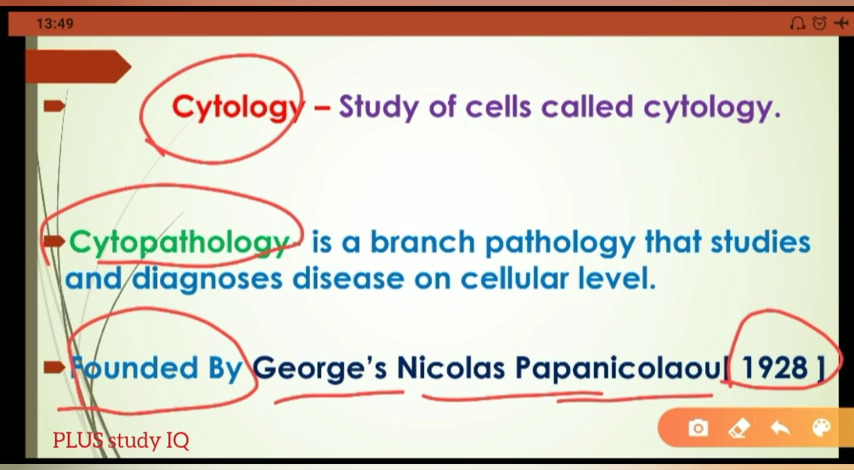 13:49
Cytology – Study of cells called cytology.
Cytopathology- is a branch pathology that studies
and diagnoses disease on cellular level.
Founded By George’s Nicolas Papanicolaou[ 1928 ]
PLUS study IQ